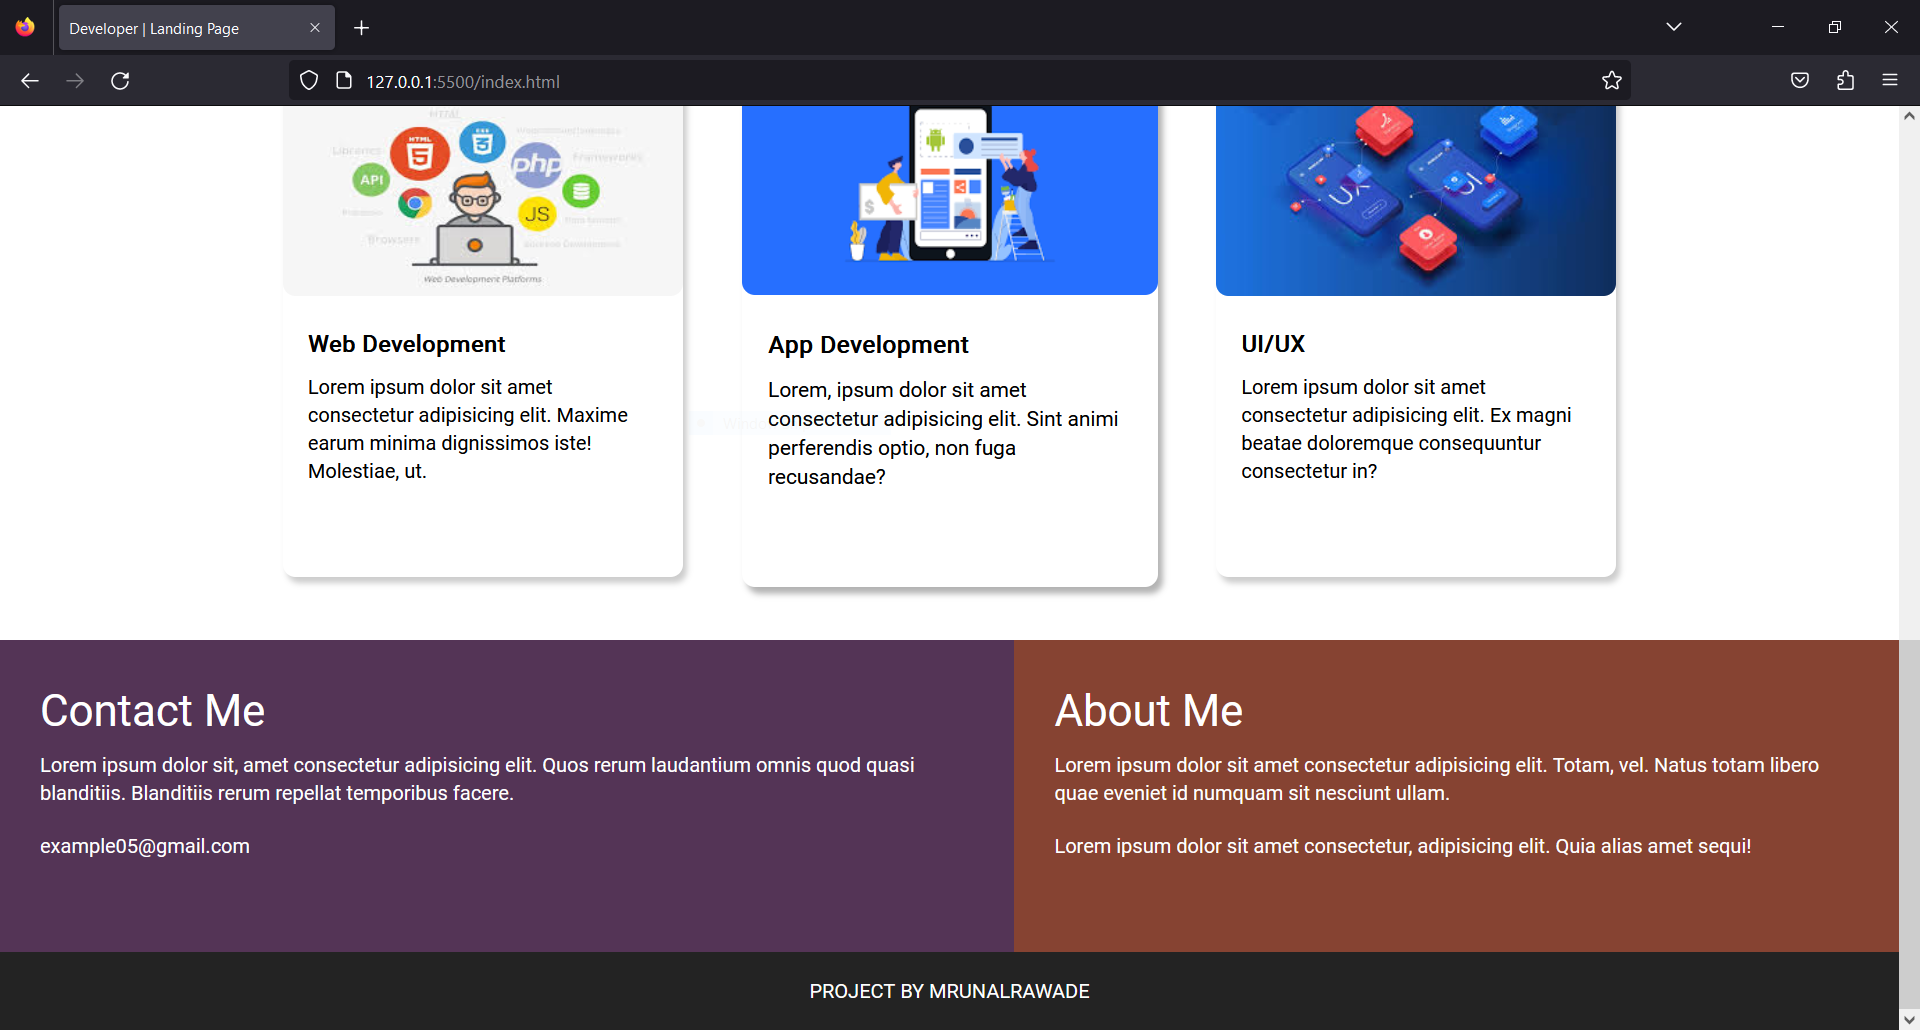 Developer | Landing Page
127.0.0.1:5500/index.html
HTML
Libraries
Frameworks
HTML
5
CSS
3
php
API
JS
Browsers
Web Development Platforms
$
UX
UI
Web Development
Lorem ipsum dolor sit amet
consectetur adipisicing elit. Maxime
earum minima dignissimos iste!
Molestiae, ut.
App Development
Lorem, ipsum dolor sit amet
consectetur adipisicing elit. Sint animi
perferendis optio, non fuga
recusandae?
UI/UX
Lorem ipsum dolor sit amet
consectetur adipisicing elit. Ex magni
beatae doloremque consequuntur
consectetur in?
Contact Me
Lorem ipsum dolor sit, amet consectetur adipisicing elit. Quos rerum laudantium omnis quod quasi
blanditiis. Blanditiis rerum repellat temporibus facere.
example05@gmail.com
About Me
Lorem ipsum dolor sit amet consectetur adipisicing elit. Totam, vel. Natus totam libero
quae eveniet id numquam sit nesciunt ullam.
Lorem ipsum dolor sit amet consectetur, adipisicing elit. Quia alias amet sequi!
PROJECT BY MRUNALRAWADE